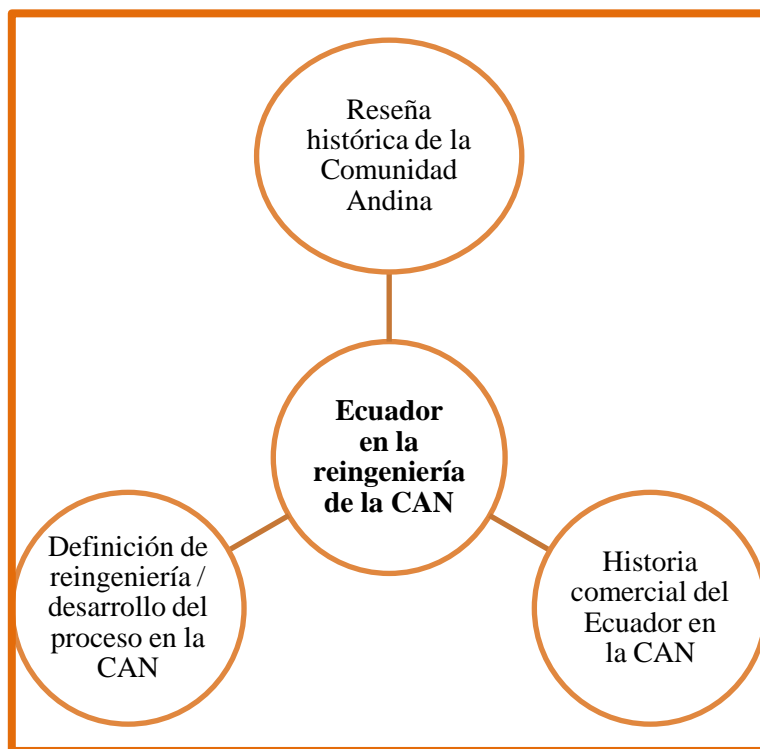 Reseña
histórica de la
Comunidad
Andina
Ecuador
en la
reingeniería
de la CAN
Definición de
reingeniería /
desarrollo del
proceso en la
CAN
Historia
comercial del
Ecuador en
la CAN